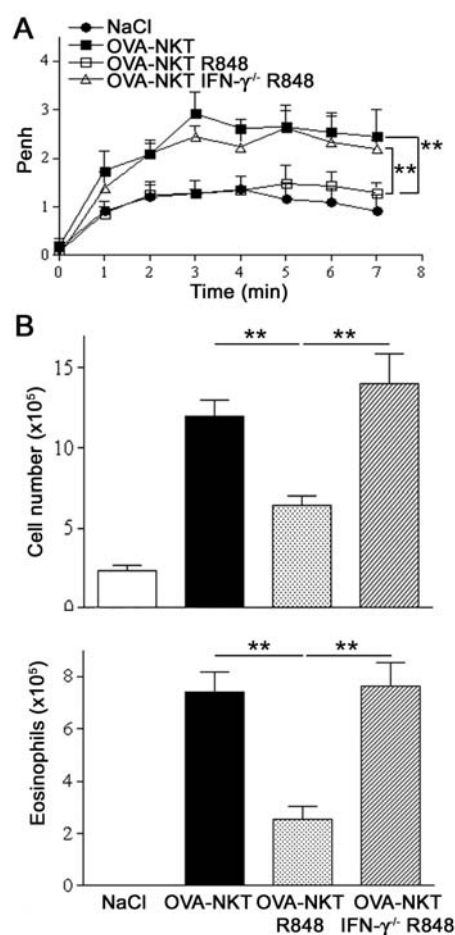 A
NaCl
OVA-NKT
OVA-NKT R848
OVA-NKT IFN-γ-/- R848
Penh
4
3
2
1
0
0 1 2 3 4 5 6 7 8
Time (min)
**
**
B
Cell number (x10⁵)
15
10
5
0
** **
Eosinophils (x10⁵)
8
6
4
2
0
** **
NaCl OVA-NKT OVA-NKT OVA-NKT
R848 IFN-γ-/- R848